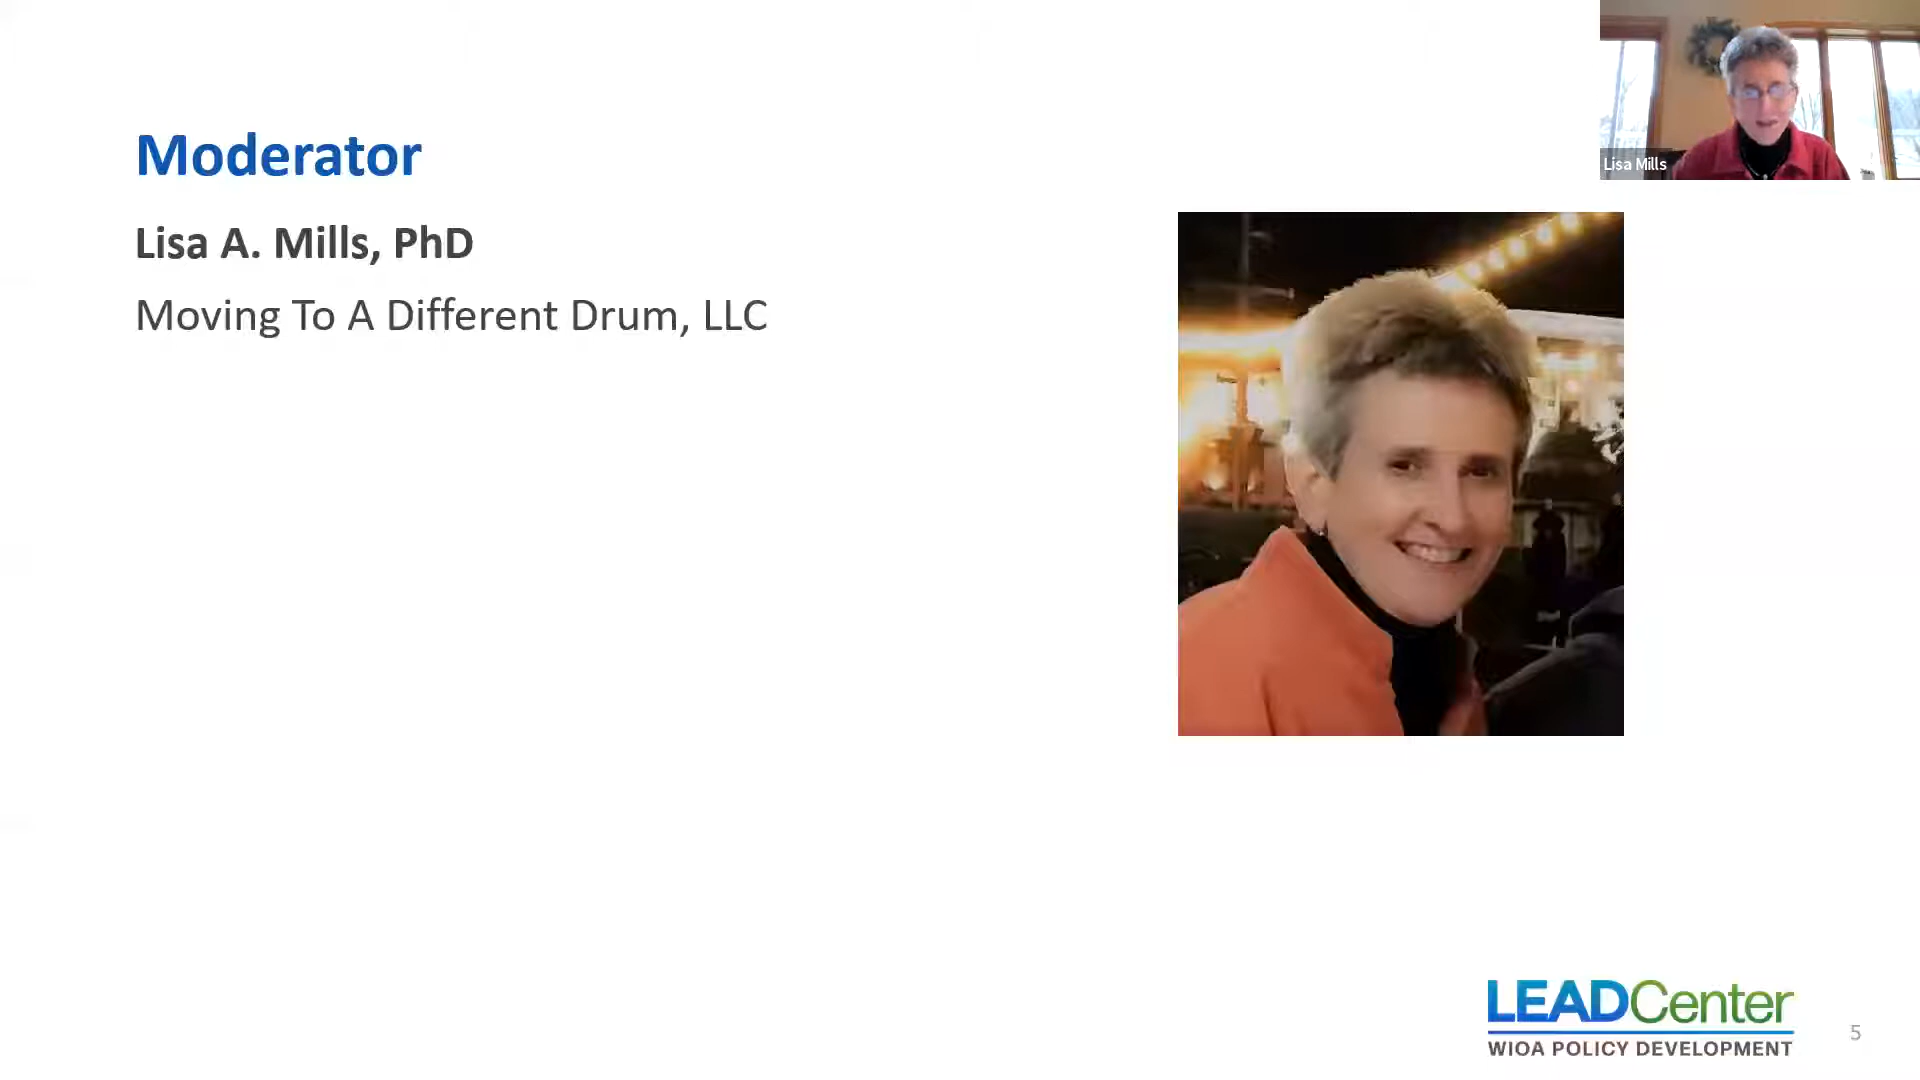 Lisa Mills
Moderator
Lisa A. Mills, PhD
Moving To A Different Drum, LLC
LEADCenter
WIOA POLICY DEVELOPMENT
5